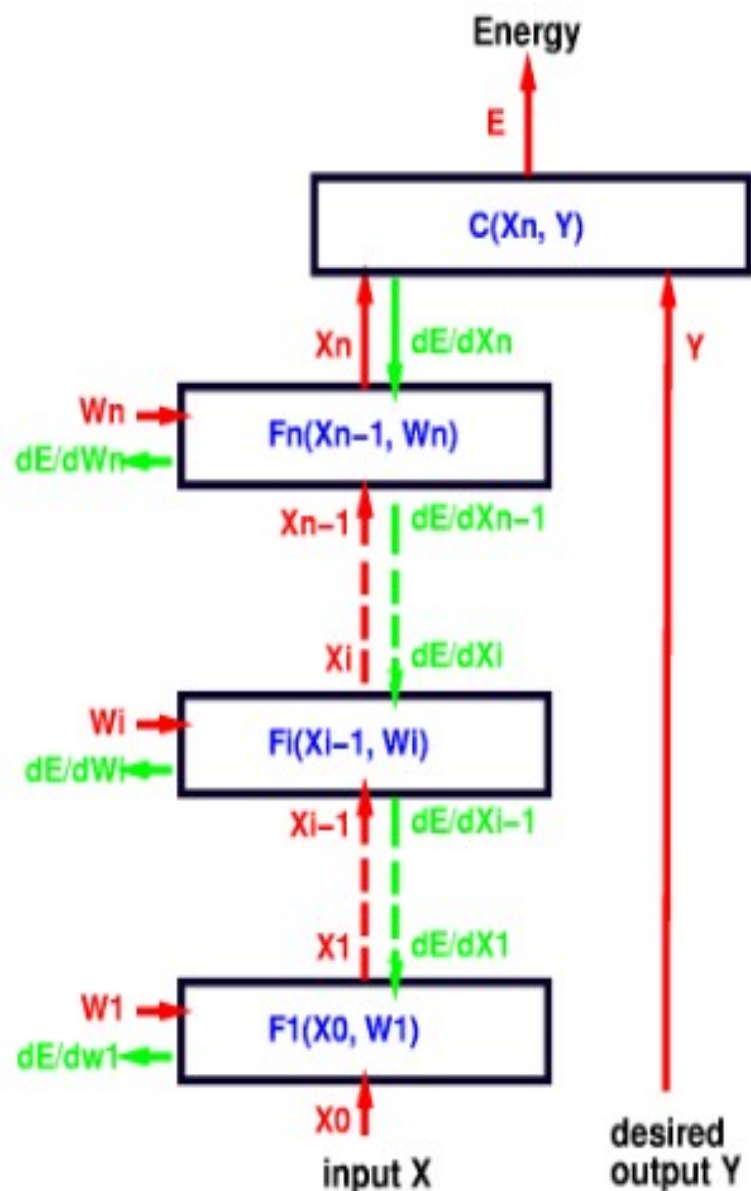 Energy
E
C(Xn, Y)
Xn
dE/dXn
Y
Wn
Fn(Xn-1, Wn)
dE/dWn
Xn-1
dE/dXn-1
Xi
dE/dXi
Wi
Fi(Xi-1, Wi)
dE/dWi
Xi-1
dE/dXi-1
X1
dE/dX1
W1
F1(X0, W1)
dE/dw1
X0
input X
desired
output Y